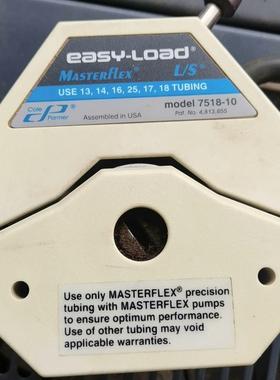 easy-load®
MASTERFLEX® L/S®
USE 13, 14, 16, 25, 17, 18 TUBING
model 7518-10
Cole Parmer
Assembled in USA
Pat. No. 4,813,855
Use only MASTERFLEX® precision
tubing with MASTERFLEX pumps
to ensure optimum performance.
Use of other tubing may void
applicable warranties.